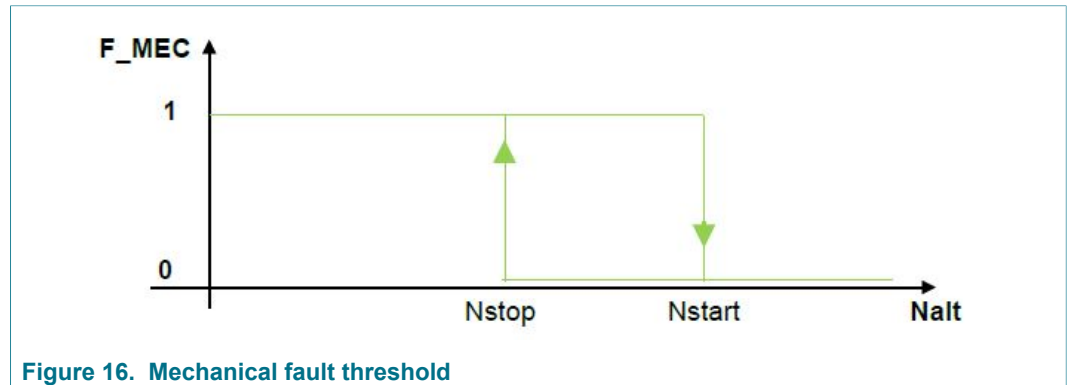 F_MEC
1
0
Nstop Nstart Nalt
Figure 16. Mechanical fault threshold